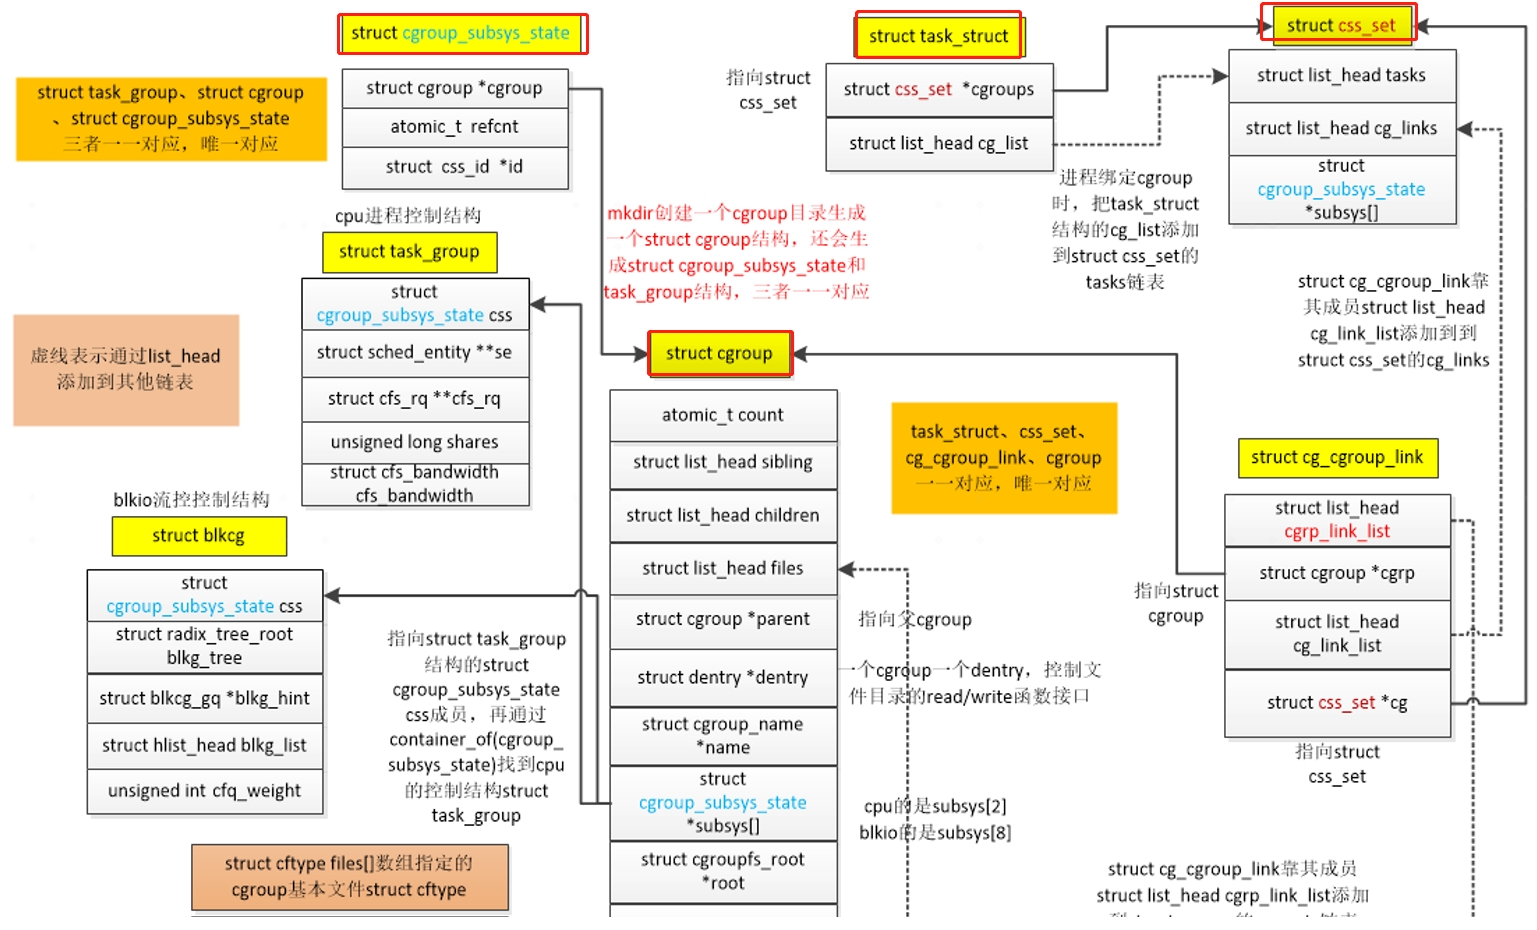 struct cgroup_subsys_state
struct cgroup *cgroup
atomic_t refcnt
struct css_id *id
struct task_group、struct cgroup
、struct cgroup_subsys_state
三者一一对应，唯一对应
cpu进程控制结构
struct task_group
struct
cgroup_subsys_state css
struct sched_entity **se
struct cfs_rq **cfs_rq
unsigned long shares
struct cfs_bandwidth
cfs_bandwidth
虚线表示通过list_head
添加到其他链表
blkio流控控制结构
struct blkcg
struct
cgroup_subsys_state css
struct radix_tree_root
blkg_tree
struct blkcg_gq *blkg_hint
struct hlist_head blkg_list
unsigned int cfq_weight
指向struct task_group
结构的struct
cgroup_subsys_state
css成员，再通过
container_of(cgroup_
subsys_state)找到cpu
的控制结构struct
task_group
struct cftype files[]数组指定的
cgroup基本文件struct cftype
mkdir创建一个cgroup目录生成
一个struct cgroup结构，还会生
成struct cgroup_subsys_state和
task_group结构，三者一一对应
struct cgroup
atomic_t count
struct list_head sibling
struct list_head children
struct list_head files
struct cgroup *parent
struct dentry *dentry
struct cgroup_name
*name
struct
cgroup_subsys_state
*subsys[]
struct cgroupfs_root
*root
指向父cgroup
一个cgroup一个dentry，控制文
件目录的read/write函数接口
cpu的是subsys[2]
blkio的是subsys[8]
struct task_struct
指向struct
css_set
struct css_set *cgroups
struct list_head cg_list
进程绑定cgroup
时，把task_struct
结构的cg_list添加
到struct css_set的
tasks链表
task_struct、css_set、
cg_cgroup_link、cgroup
一一对应，唯一对应
struct css_set
struct list_head tasks
struct list_head cg_links
struct
cgroup_subsys_state
*subsys[]
struct cg_cgroup_link靠
其成员struct list_head
cg_link_list添加到到
struct css_set的cg_links
struct cg_cgroup_link
struct list_head
cgrp_link_list
struct cgroup *cgrp
struct list_head
cg_link_list
struct css_set *cg
指向struct
cgroup
指向struct
css_set
struct cg_cgroup_link靠其成员
struct list_head cgrp_link_list添加